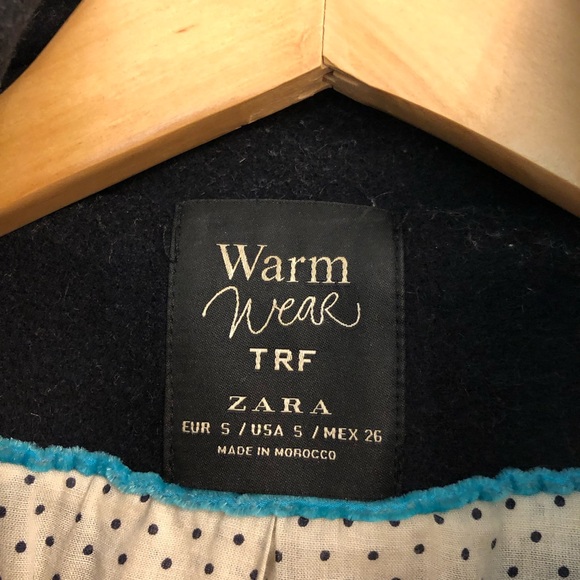 Warm
Wear
TRF
ZARA
EUR S / USA S / MEX 26
MADE IN MOROCCO